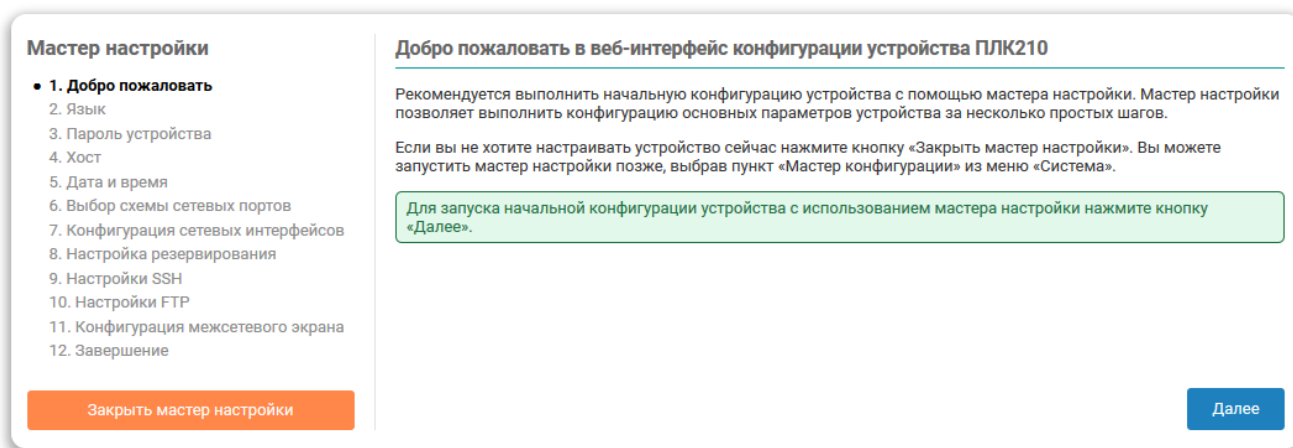 Мастер настройки
• 1. Добро пожаловать
2. Язык
3. Пароль устройства
4. Хост
5. Дата и время
6. Выбор схемы сетевых портов
7. Конфигурация сетевых интерфейсов
8. Настройка резервирования
9. Настройки SSH
10. Настройки FTP
11. Конфигурация межсетевого экрана
12. Завершение
Закрыть мастер настройки
Добро пожаловать в веб-интерфейс конфигурации устройства ПЛК210
Рекомендуется выполнить начальную конфигурацию устройства с помощью мастера настройки. Мастер настройки
позволяет выполнить конфигурацию основных параметров устройства за несколько простых шагов.
Если вы не хотите настраивать устройство сейчас нажмите кнопку «Закрыть мастер настройки». Вы можете
запустить мастер настройки позже, выбрав пункт «Мастер конфигурации» из меню «Система».
Для запуска начальной конфигурации устройства с использованием мастера настройки нажмите кнопку
«Далее».
Далее